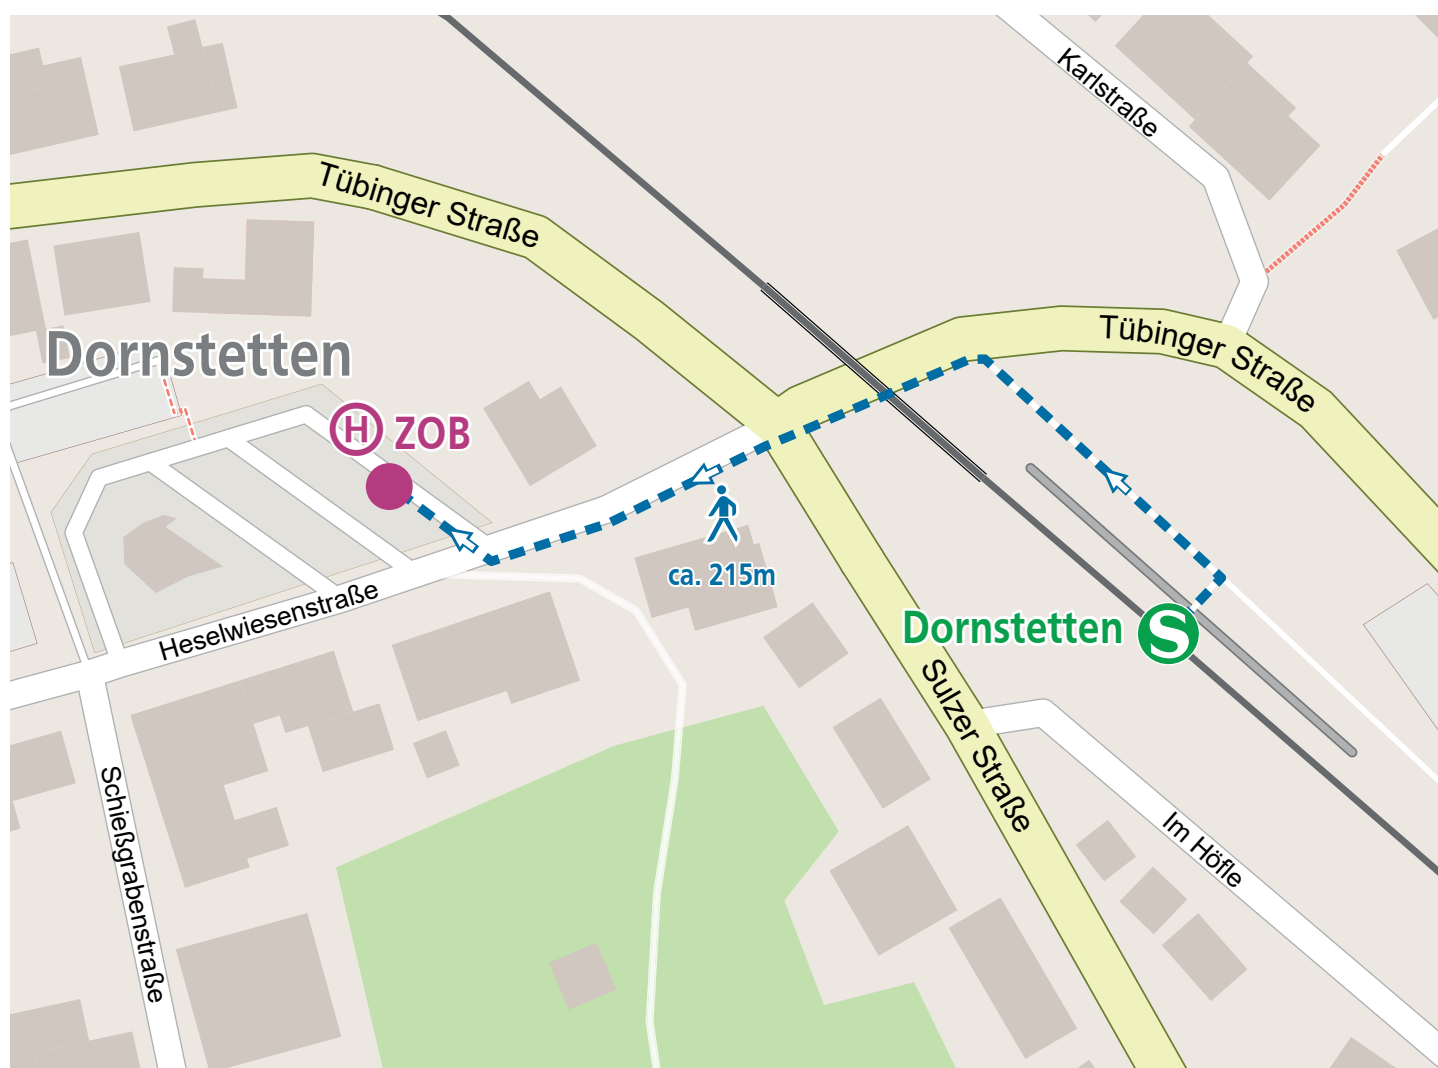 Karlstraße
Tübinger Straße
Tübinger Straße
Dornstetten
H ZOB
ca. 215m
Heselwiesenstraße
Dornstetten S
Sulzer Straße
Schießgrabenstraße
Im Höfle